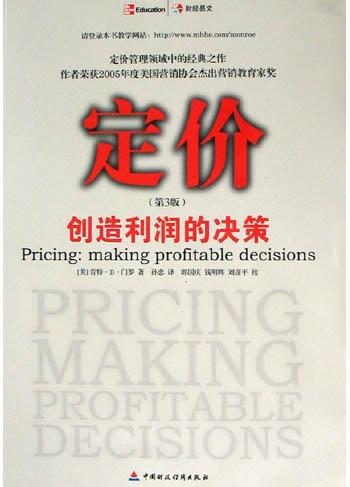 Education 财经易文
请登录本书教学网站：http://www.mhhe.com/monroe
定价管理领域中的经典之作
作者荣获2005年度美国营销协会杰出营销教育家奖
定价
（第3版）
创造利润的决策
Pricing: making profitable decisions
[美] 肯特·B·门罗 著 孙忠 译 郭国庆 钱明辉 刘彦平 校
PRICING
MAKING
PROFITABLE
DECISIONS
中国财政经济出版社